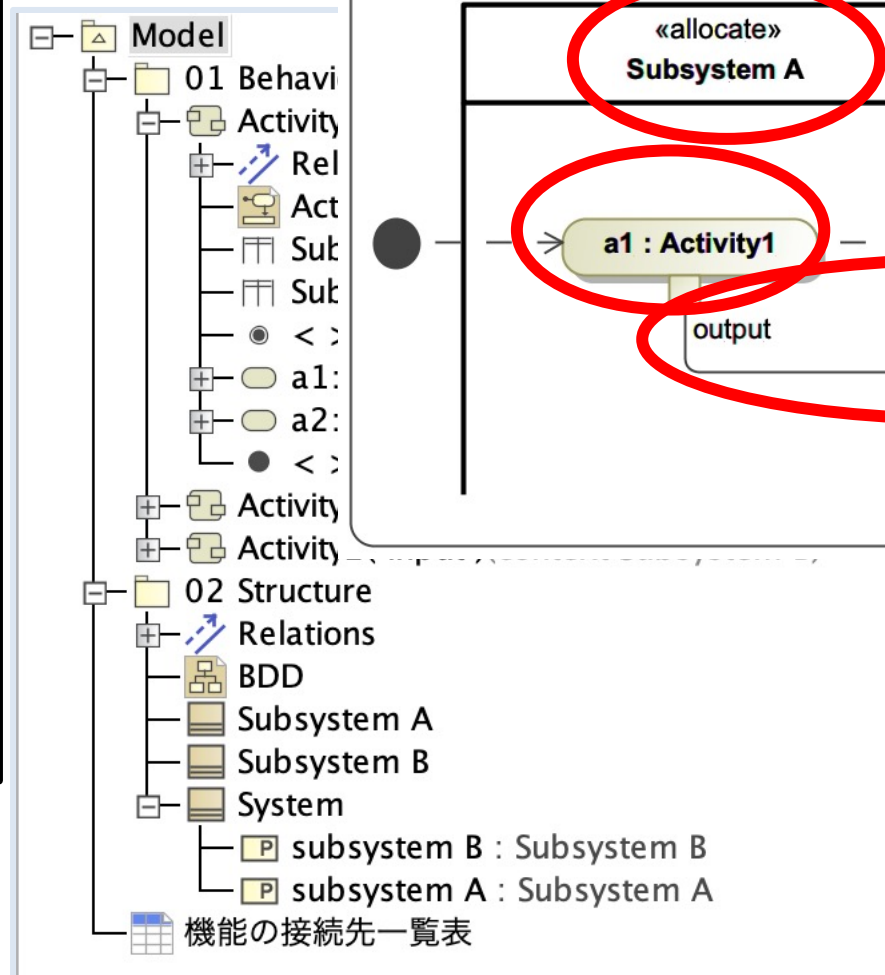 Model
01 Behavi
Activity
Rel
Act
Sub
Sub
< >
a1:
a2:
< >
Activity
Activity
02 Structure
Relations
BDD
Subsystem A
Subsystem B
System
P subsystem B : Subsystem B
P subsystem A : Subsystem A
機能の接続先一覧表
«allocate»
Subsystem A
a1 : Activity1
output